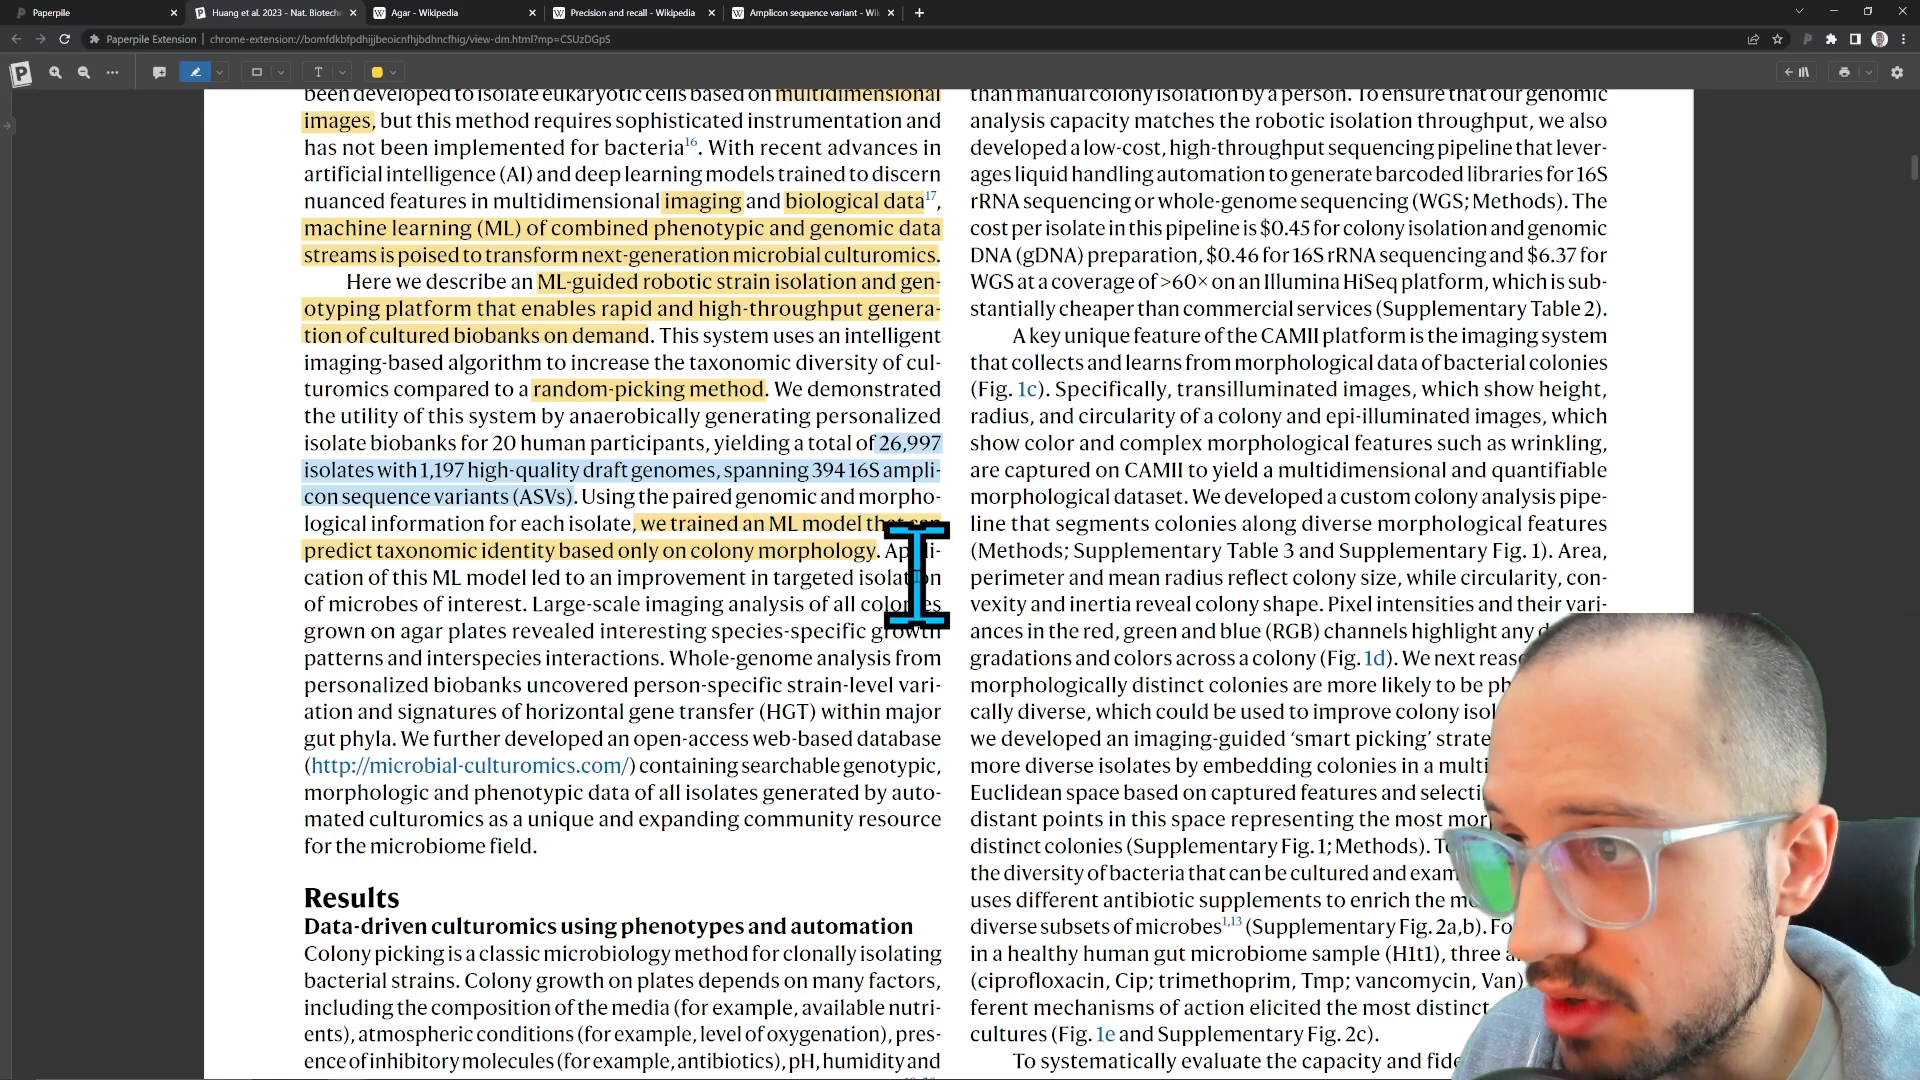 Paperpile
Huang et al. 2023 - Nat. Biotechn
Agar - Wikipedia
Precision and recall - Wikipedia
Amplicon sequence variant - Wik
Paperpile Extension
chrome-extension://bomfdkbfpdhijjbeoicnfhjbdhncfhig/view-dm.html?mp=CSUzDGpS
been developed to isolate eukaryotic cells based on multidimensional
images, but this method requires sophisticated instrumentation and
has not been implemented for bacteria16. With recent advances in
artificial intelligence (AI) and deep learning models trained to discern
nuanced features in multidimensional imaging and biological data17,
machine learning (ML) of combined phenotypic and genomic data
streams is poised to transform next-generation microbial culturomics.
Here we describe an ML-guided robotic strain isolation and gen-
otyping platform that enables rapid and high-throughput genera-
tion of cultured biobanks on demand. This system uses an intelligent
imaging-based algorithm to increase the taxonomic diversity of cul-
turomics compared to a random-picking method. We demonstrated
the utility of this system by anaerobically generating personalized
isolate biobanks for 20 human participants, yielding a total of 26,997
isolates with 1,197 high-quality draft genomes, spanning 394 16S ampli-
con sequence variants (ASVs). Using the paired genomic and morpho-
logical information for each isolate, we trained an ML model that can
predict taxonomic identity based only on colony morphology. Appli-
cation of this ML model led to an improvement in targeted isolation
of microbes of interest. Large-scale imaging analysis of all colonies
grown on agar plates revealed interesting species-specific growth
patterns and interspecies interactions. Whole-genome analysis from
personalized biobanks uncovered person-specific strain-level vari-
ation and signatures of horizontal gene transfer (HGT) within major
gut phyla. We further developed an open-access web-based database
(http://microbial-culturomics.com/) containing searchable genotypic,
morphologic and phenotypic data of all isolates generated by auto-
mated culturomics as a unique and expanding community resource
for the microbiome field.
Results
Data-driven culturomics using phenotypes and automation
Colony picking is a classic microbiology method for clonally isolating
bacterial strains. Colony growth on plates depends on many factors,
including the composition of the media (for example, available nutri-
ents), atmospheric conditions (for example, level of oxygenation), pres-
ence of inhibitory molecules (for example, antibiotics), pH, humidity and
than manual colony isolation by a person. To ensure that our genomic
analysis capacity matches the robotic isolation throughput, we also
developed a low-cost, high-throughput sequencing pipeline that lever-
ages liquid handling automation to generate barcoded libraries for 16S
rRNA sequencing or whole-genome sequencing (WGS; Methods). The
cost per isolate in this pipeline is $0.45 for colony isolation and genomic
DNA (gDNA) preparation, $0.46 for 16S rRNA sequencing and $6.37 for
WGS at a coverage of >60× on an Illumina HiSeq platform, which is sub-
stantially cheaper than commercial services (Supplementary Table 2).
A key unique feature of the CAMII platform is the imaging system
that collects and learns from morphological data of bacterial colonies
(Fig. 1c). Specifically, transilluminated images, which show height,
radius, and circularity of a colony and epi-illuminated images, which
show color and complex morphological features such as wrinkling,
are captured on CAMII to yield a multidimensional and quantifiable
morphological dataset. We developed a custom colony analysis pipe-
line that segments colonies along diverse morphological features
(Methods; Supplementary Table 3 and Supplementary Fig. 1). Area,
perimeter and mean radius reflect colony size, while circularity, con-
vexity and inertia reveal colony shape. Pixel intensities and their vari-
ances in the red, green and blue (RGB) channels highlight any
gradations and colors across a colony (Fig. 1d). We next
morphologically distinct colonies are more likely to be
cally diverse, which could be used to improve colony
we developed an imaging-guided ‘smart picking’
more diverse isolates by embedding colonies in a
Euclidean space based on captured features and
distant points in this space representing the most
distinct colonies (Supplementary Fig. 1; Methods).
the diversity of bacteria that can be cultured and
uses different antibiotic supplements to enrich the
diverse subsets of microbes1,13 (Supplementary Fig. 2a,b).
in a healthy human gut microbiome sample (H1t1), three
(ciprofloxacin, Cip; trimethoprim, Tmp; vancomycin, Van)
ferent mechanisms of action elicited the most distinct
cultures (Fig. 1e and Supplementary Fig. 2c).
To systematically evaluate the capacity and